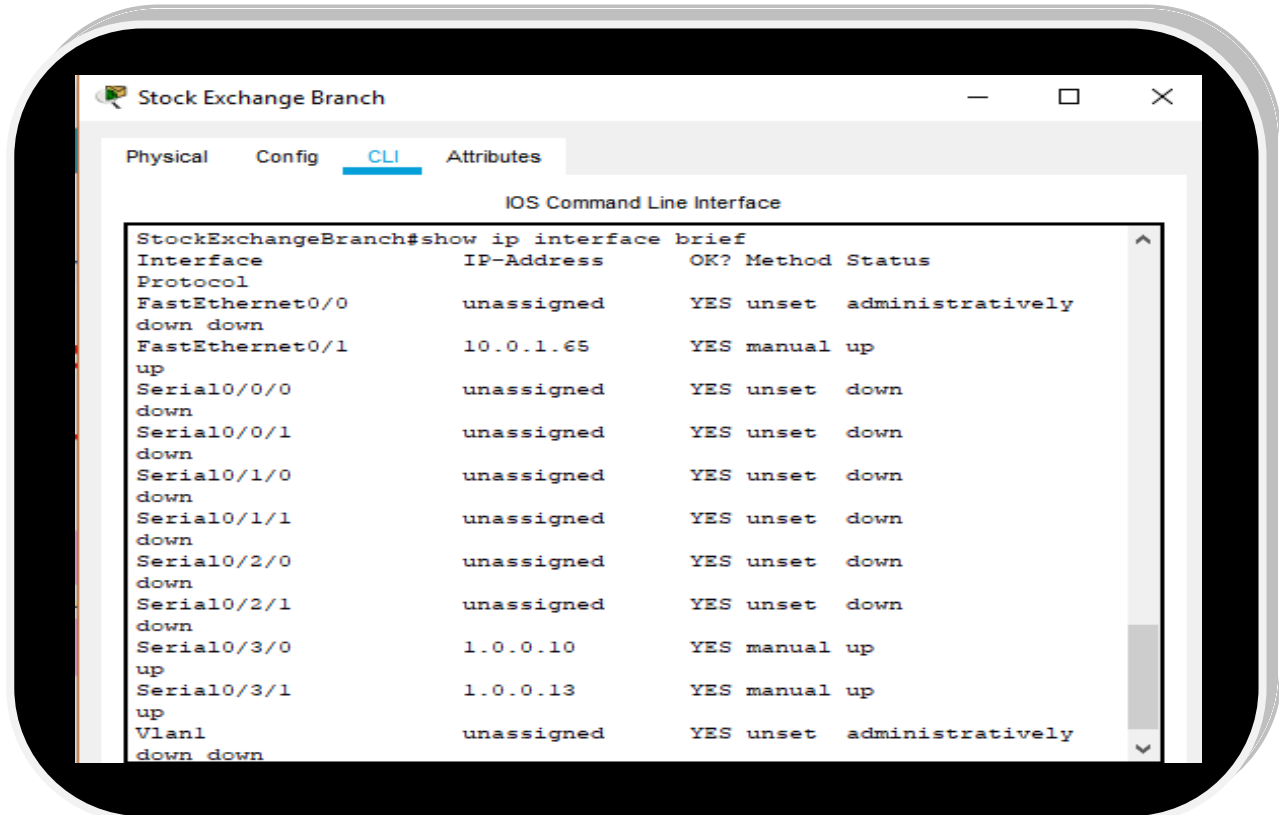 Stock Exchange Branch
Physical Config CLI Attributes
IOS Command Line Interface
StockExchangeBranch#show ip interface brief
Interface IP-Address OK? Method Status
Protocol
FastEthernet0/0 unassigned YES unset administratively
down down
FastEthernet0/1 10.0.1.65 YES manual up
up
Serial0/0/0 unassigned YES unset down
down
Serial0/0/1 unassigned YES unset down
down
Serial0/1/0 unassigned YES unset down
down
Serial0/1/1 unassigned YES unset down
down
Serial0/2/0 unassigned YES unset down
down
Serial0/2/1 unassigned YES unset down
down
Serial0/3/0 1.0.0.10 YES manual up
up
Serial0/3/1 1.0.0.13 YES manual up
up
Vlan1 unassigned YES unset administratively
down down